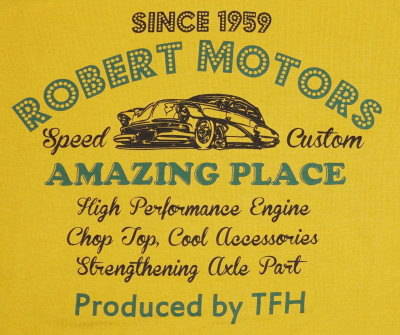 SINCE 1959
ROBERT MOTORS
Speed Custom
AMAZING PLACE
High Performance Engine
Chop Top, Cool Accessories
Strengthening Axle Part
Produced by TFH